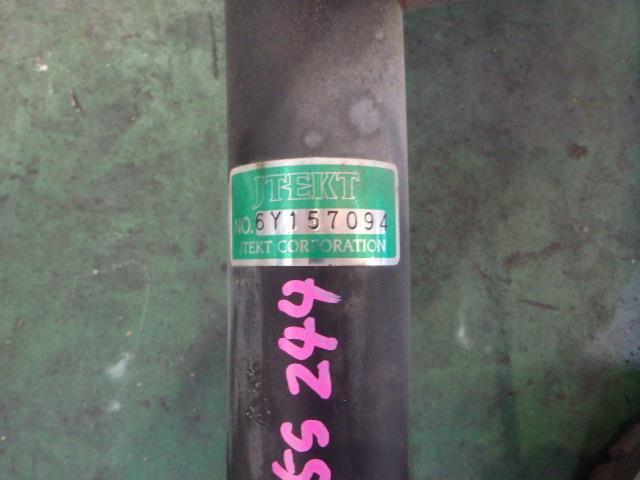 JTEKT
NO. 6Y157094
JTEKT CORPORATION
SS 244